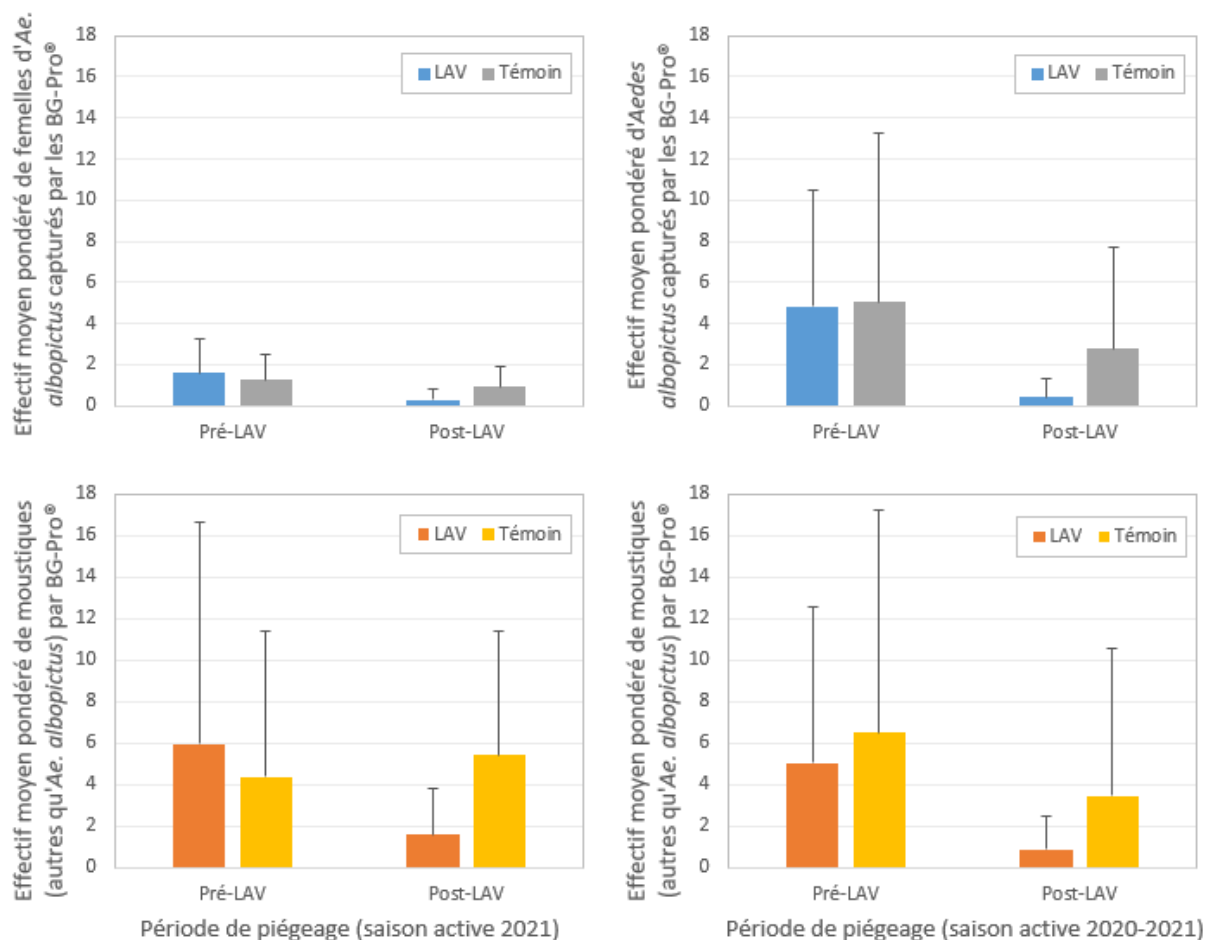 Effectif moyen pondéré de femelles d'Ae.
albopictus capturés par les BG-Pro®
18
16
14
12
10
8
6
4
2
0
LAV Témoin
Pré-LAV Post-LAV
Effectif moyen pondéré d'Aedes
albopictus capturés par les BG-Pro®
18
16
14
12
10
8
6
4
2
0
LAV Témoin
Pré-LAV Post-LAV
Effectif moyen pondéré de moustiques
(autres qu'Ae. albopictus) par BG-Pro®
18
16
14
12
10
8
6
4
2
0
LAV Témoin
Pré-LAV Post-LAV
Période de piégeage (saison active 2021)
Effectif moyen pondéré de moustiques
(autres qu'Ae. albopictus) par BG-Pro®
18
16
14
12
10
8
6
4
2
0
LAV Témoin
Pré-LAV Post-LAV
Période de piégeage (saison active 2020-2021)